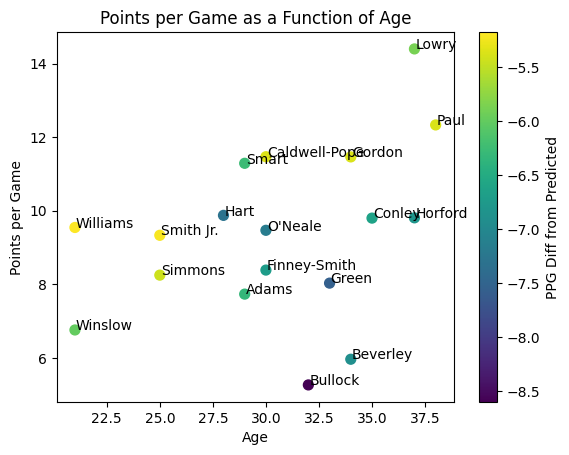 Points per Game as a Function of Age
Lowry
Paul
Caldwell-Pope
Gordon
Smart
Hart
Conley
Horford
Williams
Smith Jr.
O'Neale
Simmons
Finney-Smith
Green
Adams
Winslow
Beverley
Bullock
14
12
10
8
6
Points per Game
22.5 25.0 27.5 30.0 32.5 35.0 37.5
Age
−5.5
−6.0
−6.5
−7.0
−7.5
−8.0
−8.5
PPG Diff from Predicted